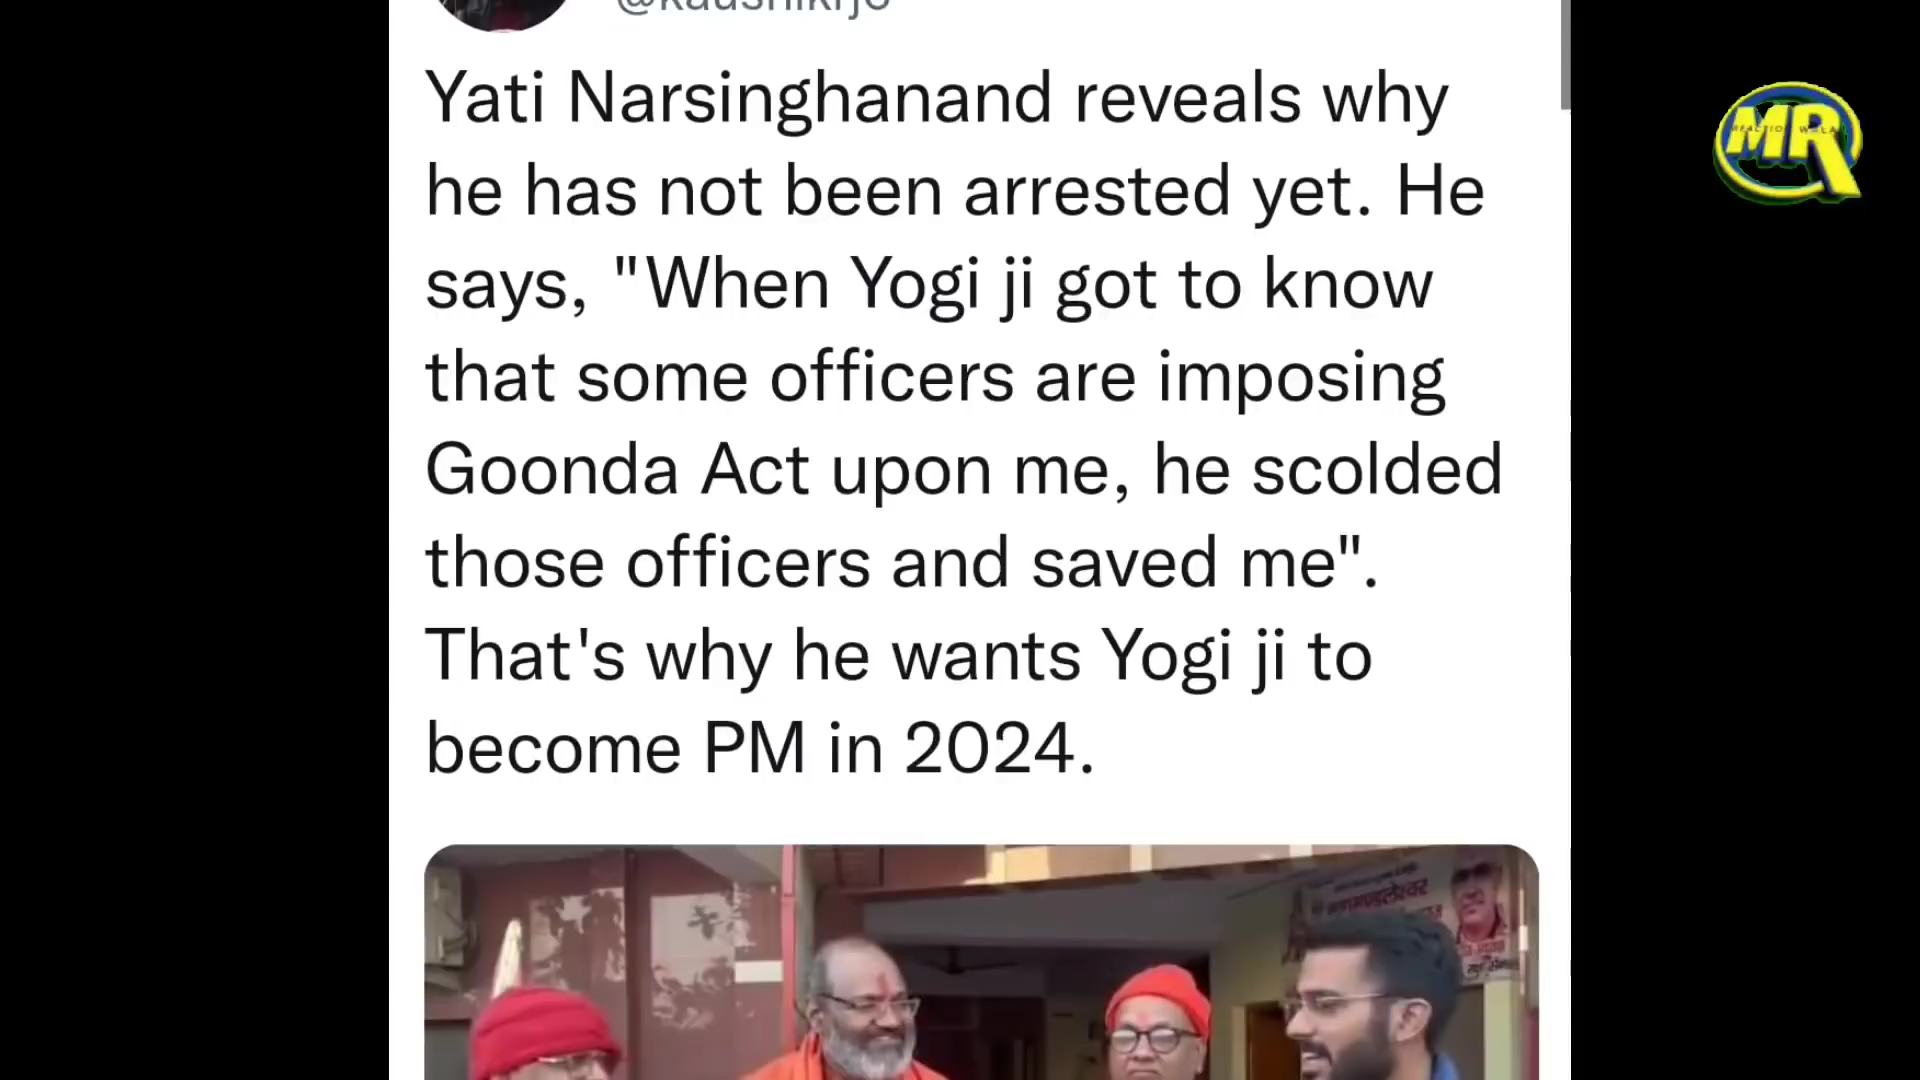 Yati Narsinghanand reveals why
he has not been arrested yet. He
says, "When Yogi ji got to know
that some officers are imposing
Goonda Act upon me, he scolded
those officers and saved me".
That's why he wants Yogi ji to
become PM in 2024.
MR
REACTION WALA